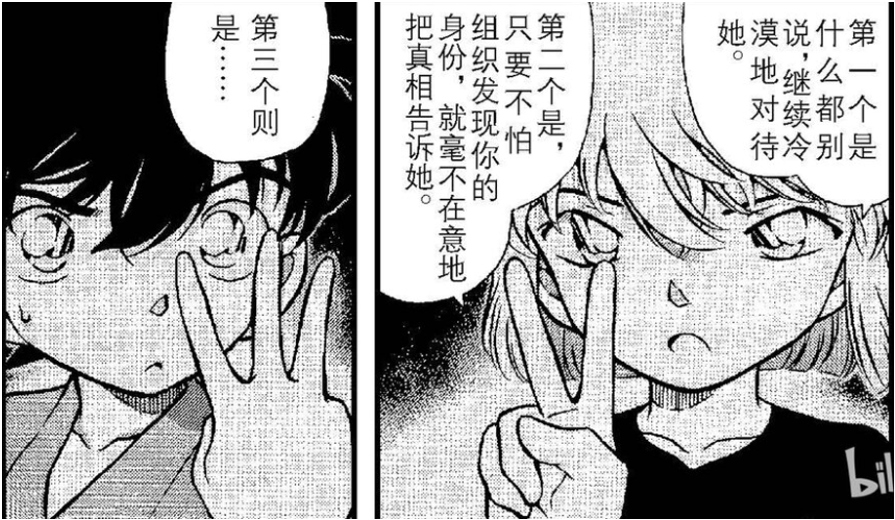 第一个是
什么都别
说，继续冷
漠地对待
她。
第二个是，
只要不怕
组织发现你的
身份，就毫不在意地
把真相告诉她。
第三个则
是……
bil